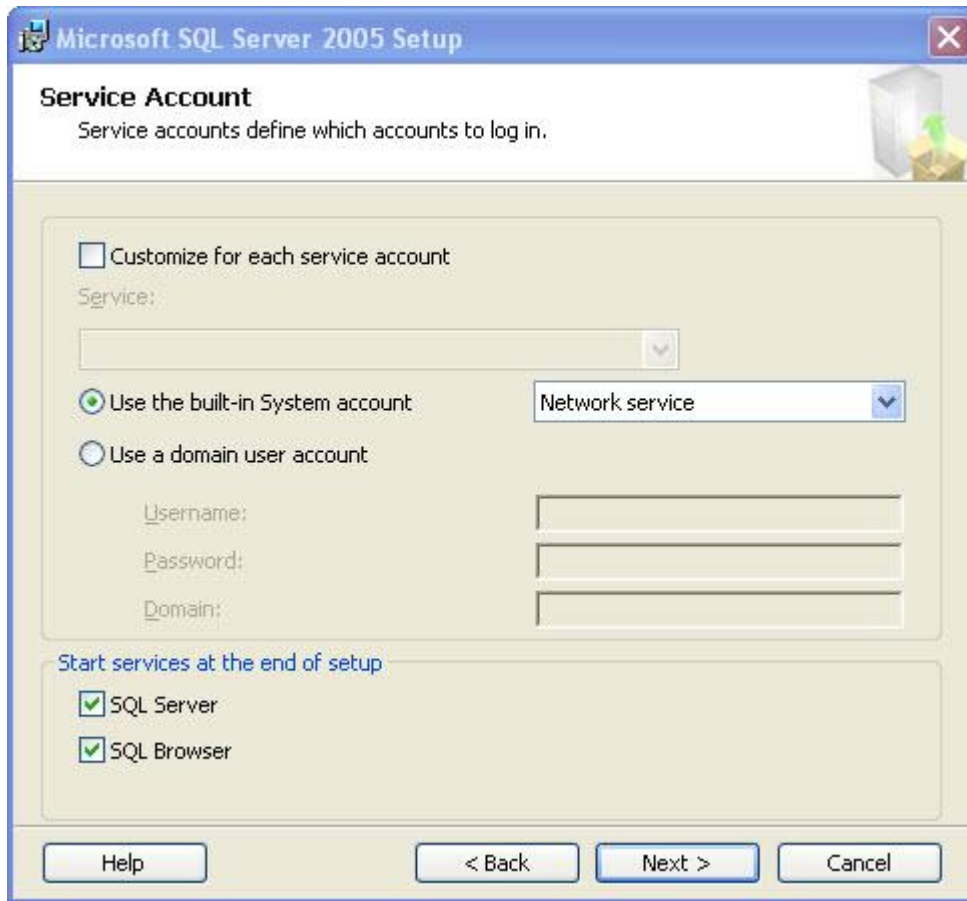 Microsoft SQL Server 2005 Setup
Service Account
Service accounts define which accounts to log in.
Customize for each service account
Service:
Use the built-in System account Network service
Use a domain user account
Username:
Password:
Domain:
Start services at the end of setup
SQL Server
SQL Browser
Help < Back Next > Cancel